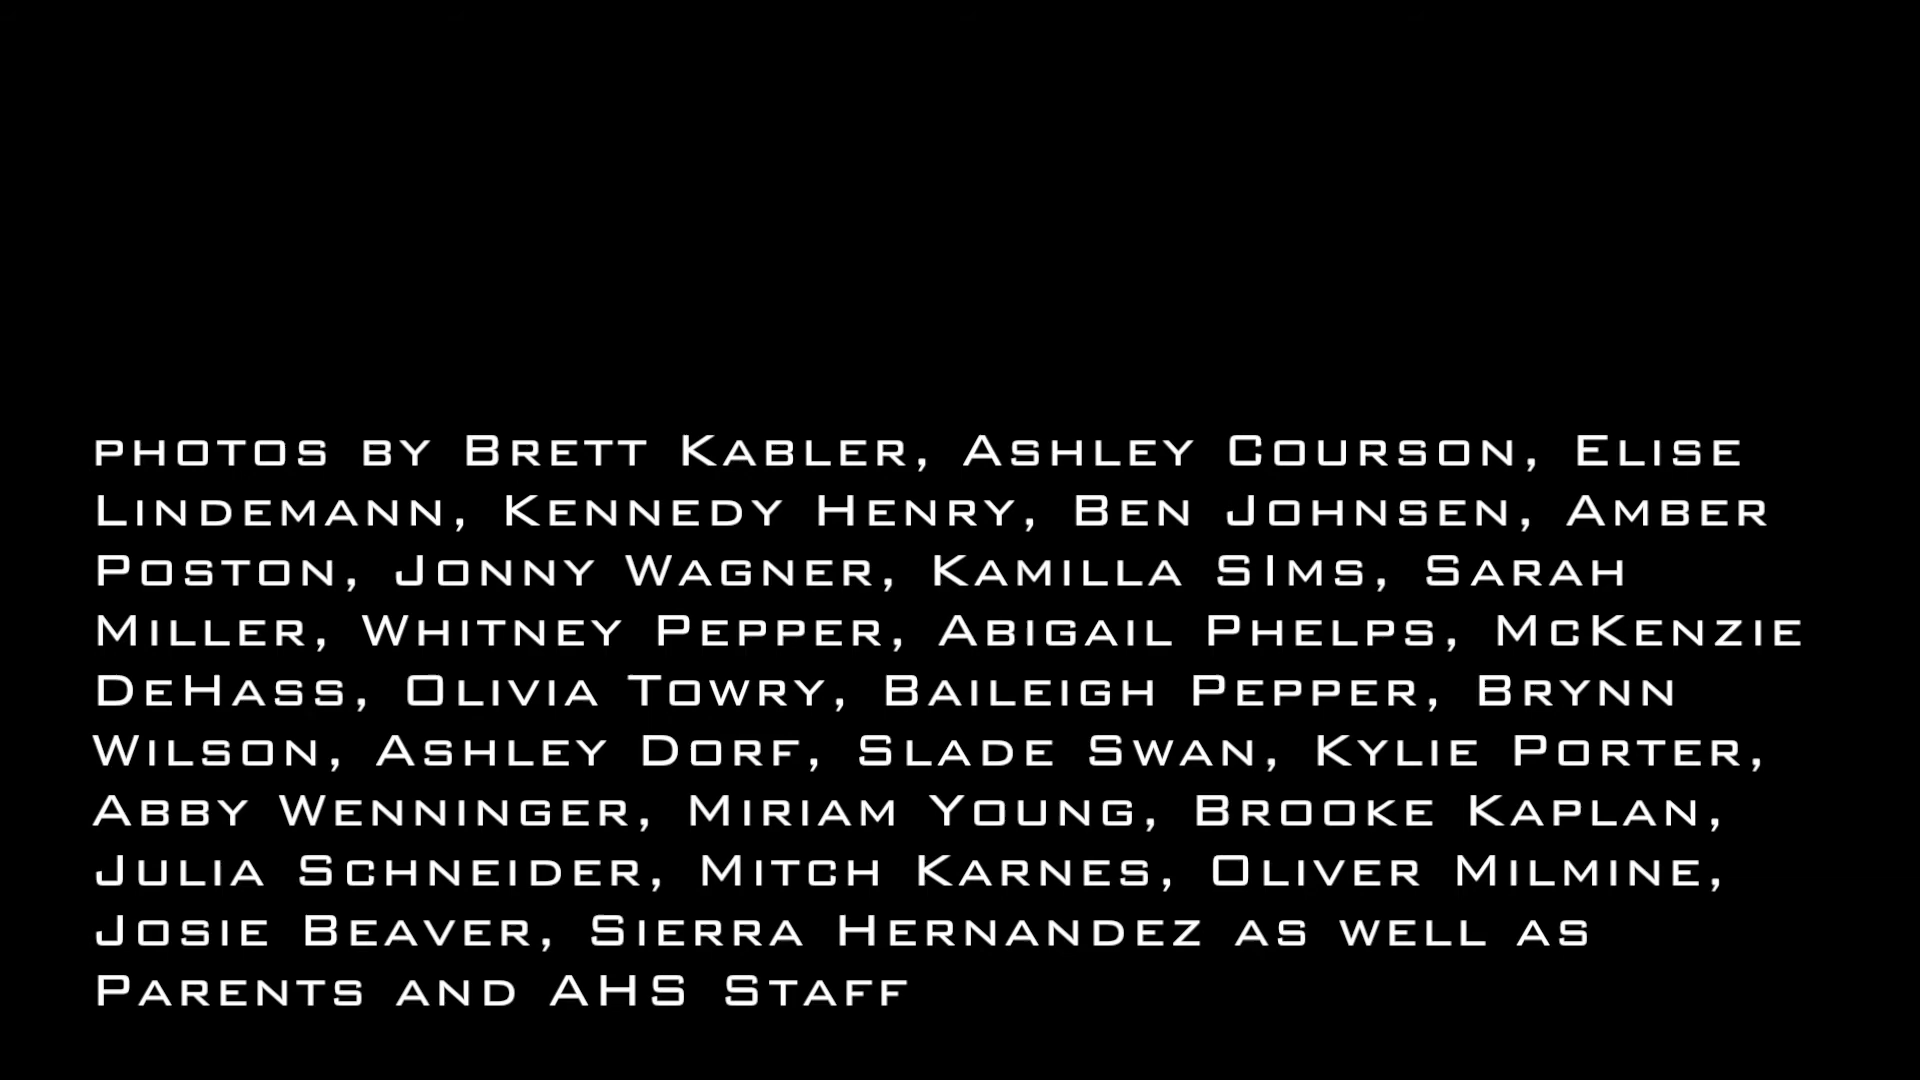 photos by Brett Kabler, Ashley Courson, Elise
Lindemann, Kennedy Henry, Ben Johnsen, Amber
Poston, Jonny Wagner, Kamilla SIms, Sarah
Miller, Whitney Pepper, Abigail Phelps, McKenzie
DeHass, Olivia Towry, Baileigh Pepper, Brynn
Wilson, Ashley Dorf, Slade Swan, Kylie Porter,
Abby Wenninger, Miriam Young, Brooke Kaplan,
Julia Schneider, Mitch Karnes, Oliver Milmine,
Josie Beaver, Sierra Hernandez as well as
Parents and AHS Staff